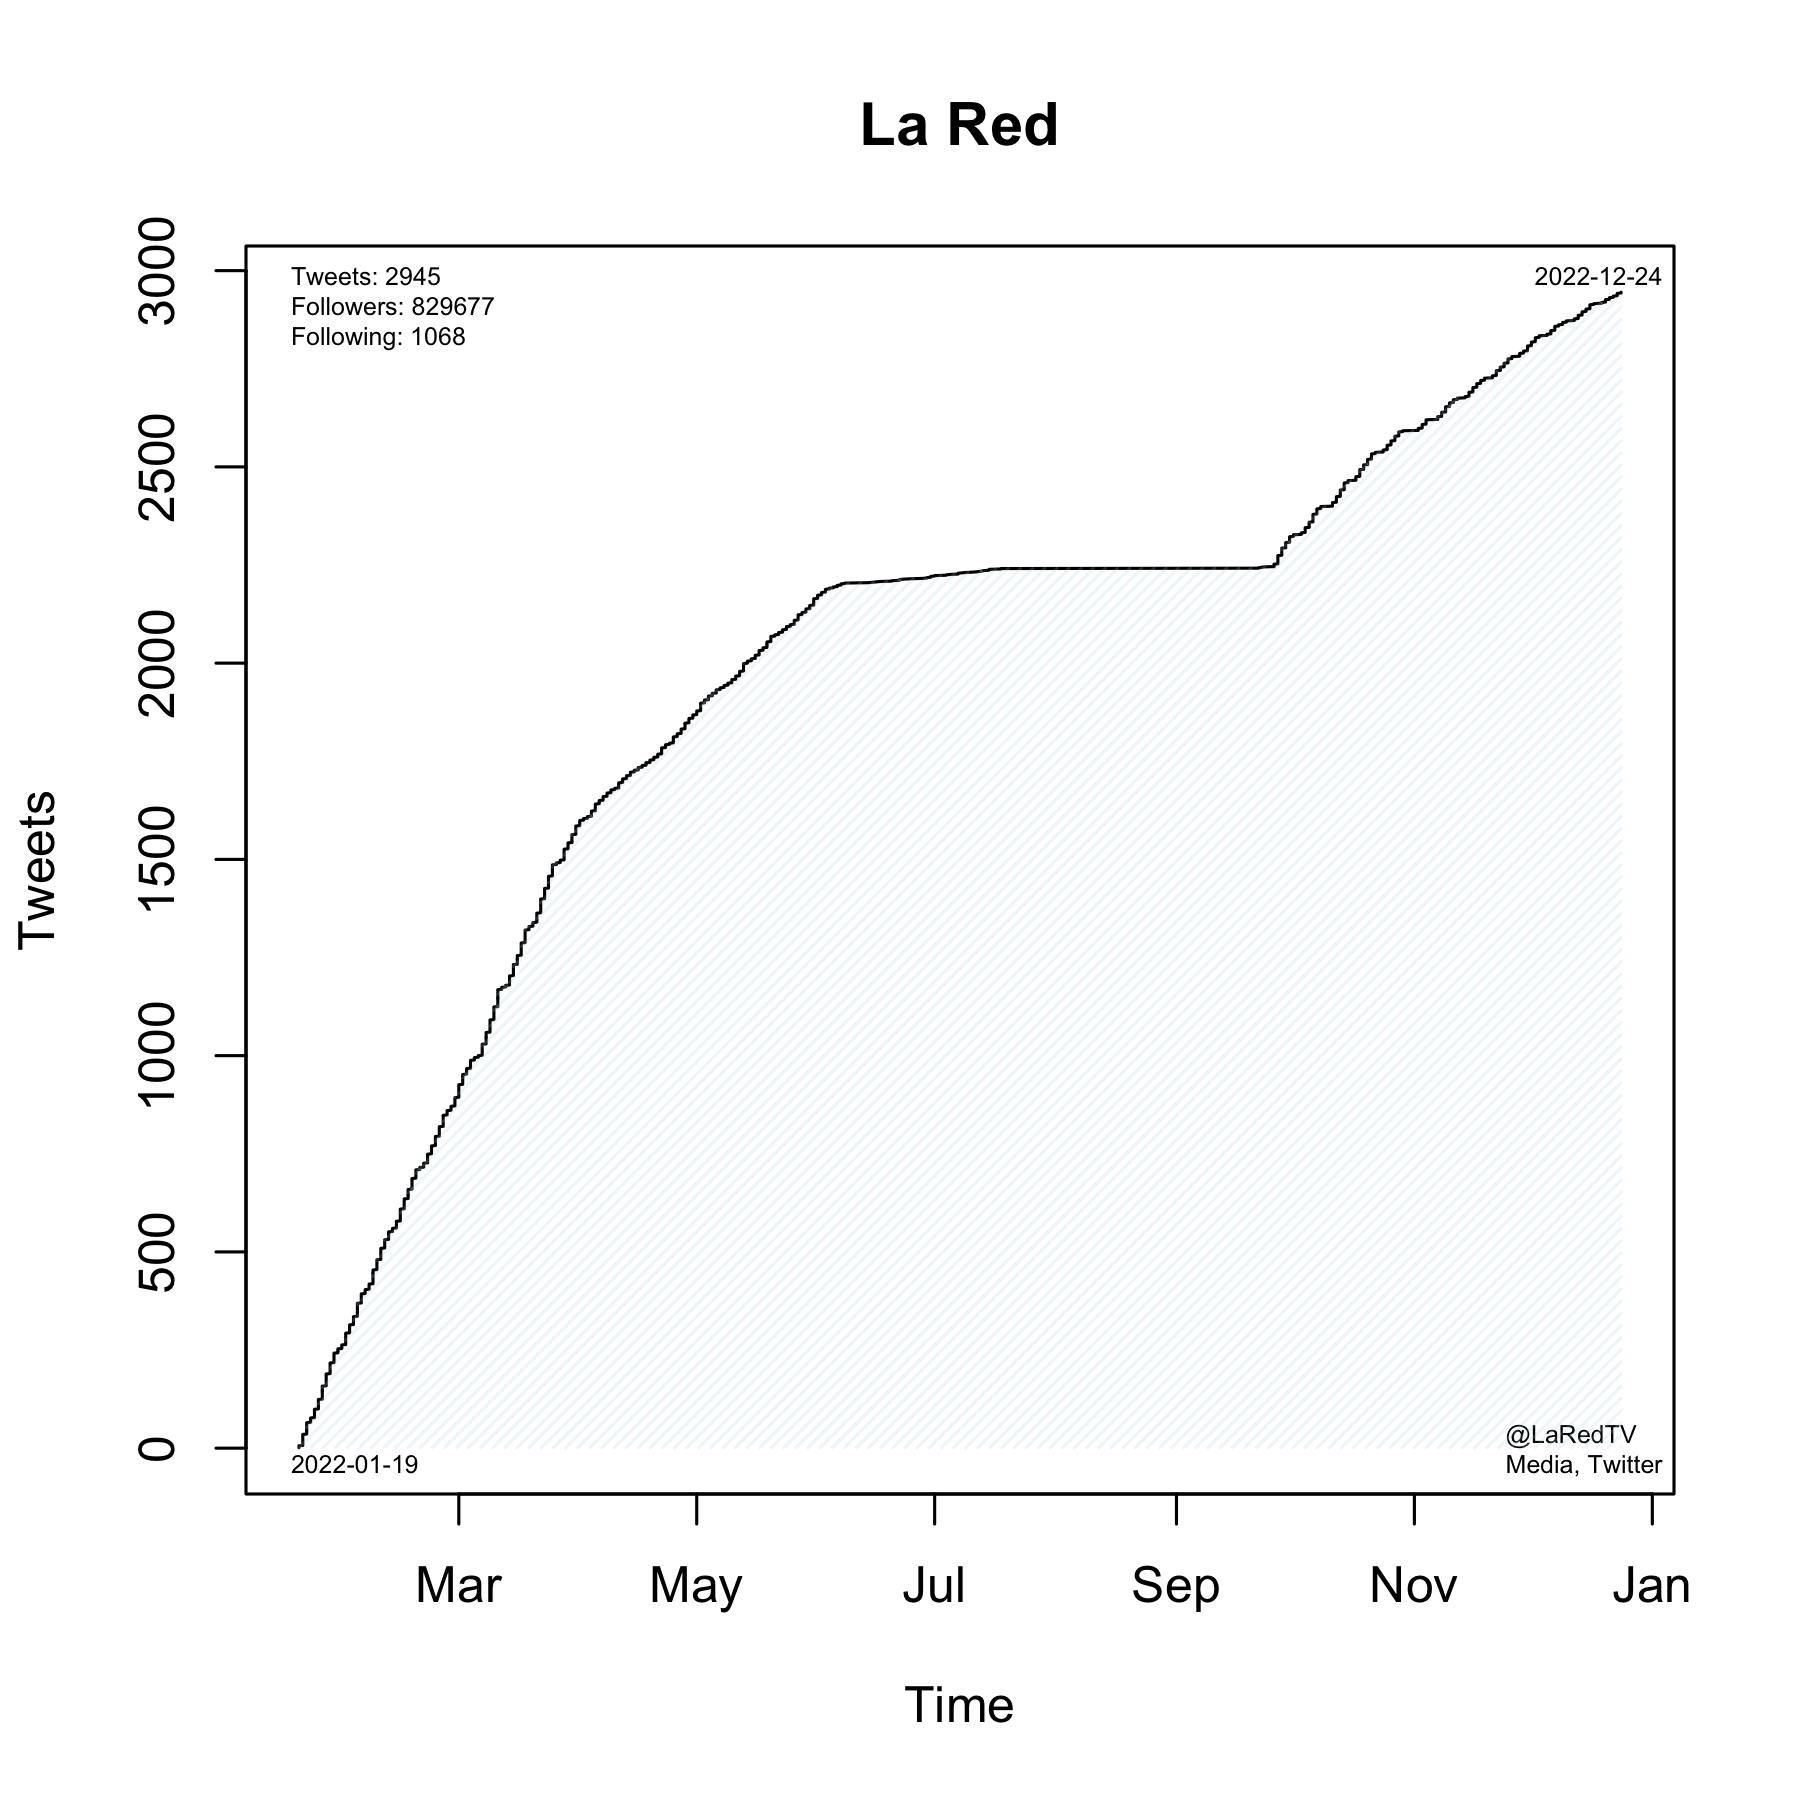 La Red
Tweets: 2945
Followers: 829677
Following: 1068
2022-12-24
3000
2500
2000
1500
1000
500
0
Tweets
2022-01-19
@LaRedTV
Media, Twitter
Mar May Jul Sep Nov Jan
Time